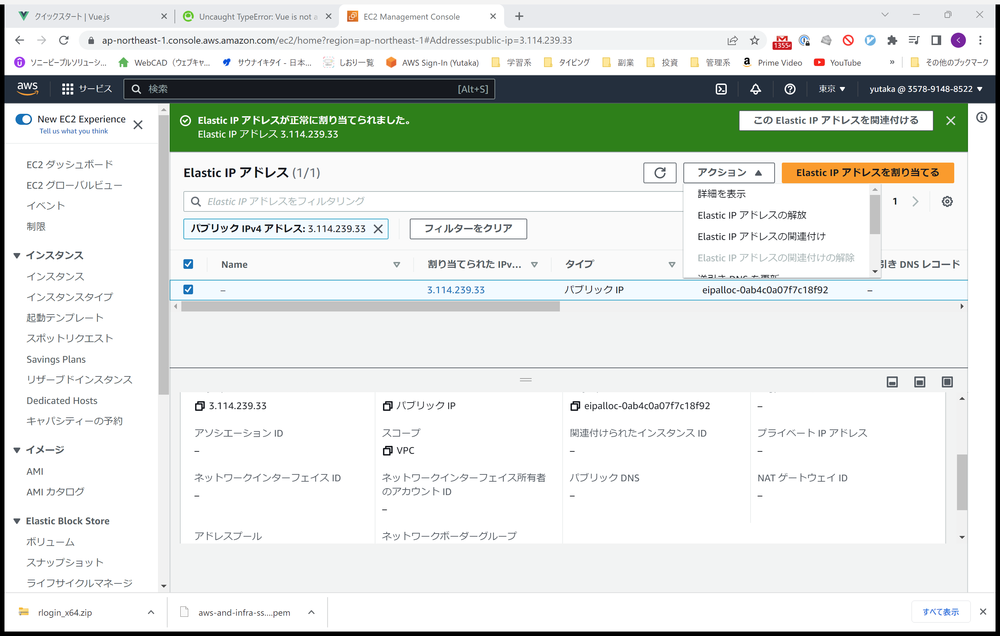 クイックスタート | Vue.js
Uncaught TypeError: Vue is not a
EC2 Management Console
ap-northeast-1.console.aws.amazon.com/ec2/home?region=ap-northeast-1#Addresses:public-ip=3.114.239.33
ソニーピープルソリューシ...
WebCAD（ウェブキャ...
サウナイキタイ - 日本...
しおり一覧
AWS Sign-In (Yutaka)
学習系
タイピング
副業
投資
管理系
Prime Video
YouTube
»
その他のブックマーク
aws
サービス
検索
[Alt+S]
東京
yutaka @ 3578-9148-8522
New EC2 Experience
Tell us what you think
EC2 ダッシュボード
EC2 グローバルビュー
イベント
制限
インスタンス
インスタンス
インスタンスタイプ
起動テンプレート
スポットリクエスト
Savings Plans
リザーブドインスタンス
Dedicated Hosts
キャパシティーの予約
イメージ
AMI
AMI カタログ
Elastic Block Store
ボリューム
スナップショット
ライフサイクルマネージ
Elastic IP アドレスが正常に割り当てられました。
Elastic IP アドレス 3.114.239.33
この Elastic IP アドレスを関連付ける
Elastic IP アドレス (1/1)
アクション
Elastic IP アドレスを割り当てる
Elastic IP アドレスをフィルタリング
詳細を表示
Elastic IP アドレスの解放
Elastic IP アドレスの関連付け
Elastic IP アドレスの関連付けの解除
逆引き DNS を更新
1
パブリック IPv4 アドレス: 3.114.239.33
フィルターをクリア
Name
割り当てられた IPv...
タイプ
引き DNS レコード
–
3.114.239.33
パブリック IP
eipalloc-0ab4c0a07f7c18f92
–
3.114.239.33
パブリック IP
eipalloc-0ab4c0a07f7c18f92
–
アソシエーション ID
スコープ
関連付けられたインスタンス ID
プライベート IP アドレス
–
VPC
–
–
ネットワークインターフェイス ID
ネットワークインターフェイス所有者
のアカウント ID
パブリック DNS
NAT ゲートウェイ ID
–
–
–
–
アドレスプール
ネットワークボーダーグループ
rlogin_x64.zip
aws-and-infra-ss....pem
すべて表示